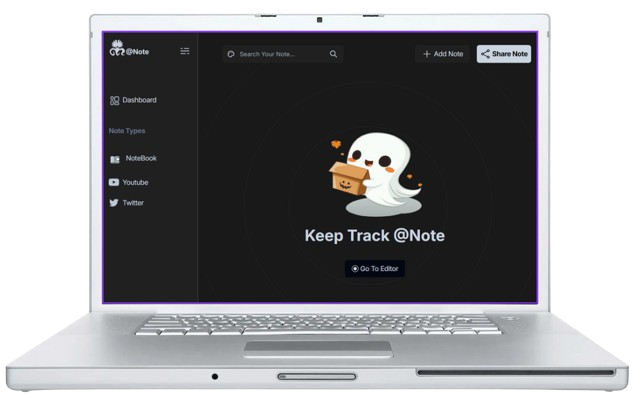 @Note
Search Your Note...
Add Note
Share Note
Dashboard
Note Types
NoteBook
Youtube
Twitter
Keep Track @Note
Go To Editor